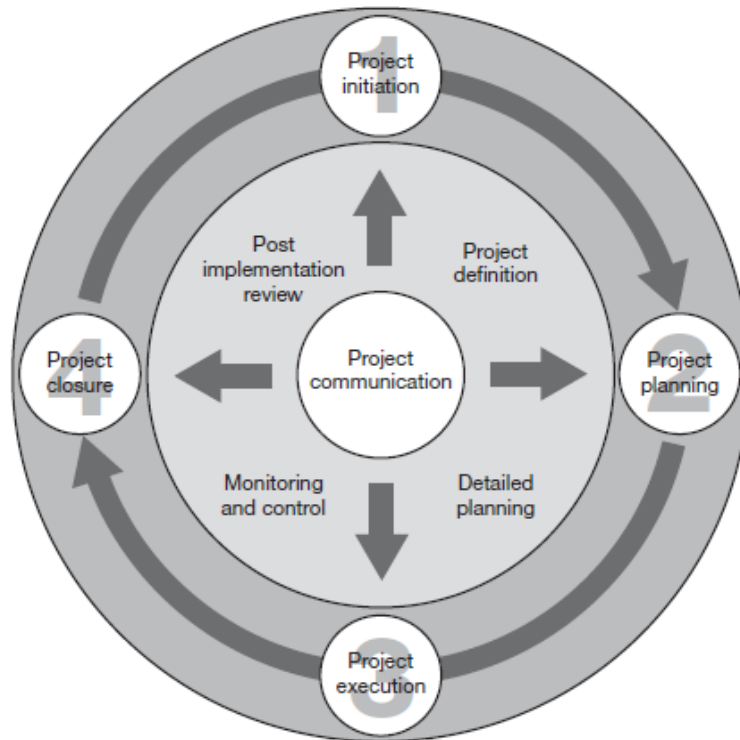 1
Project
initiation
Post
implementation
review
Project
definition
4
Project
closure
Project
communication
2
Project
planning
Monitoring
and control
Detailed
planning
3
Project
execution